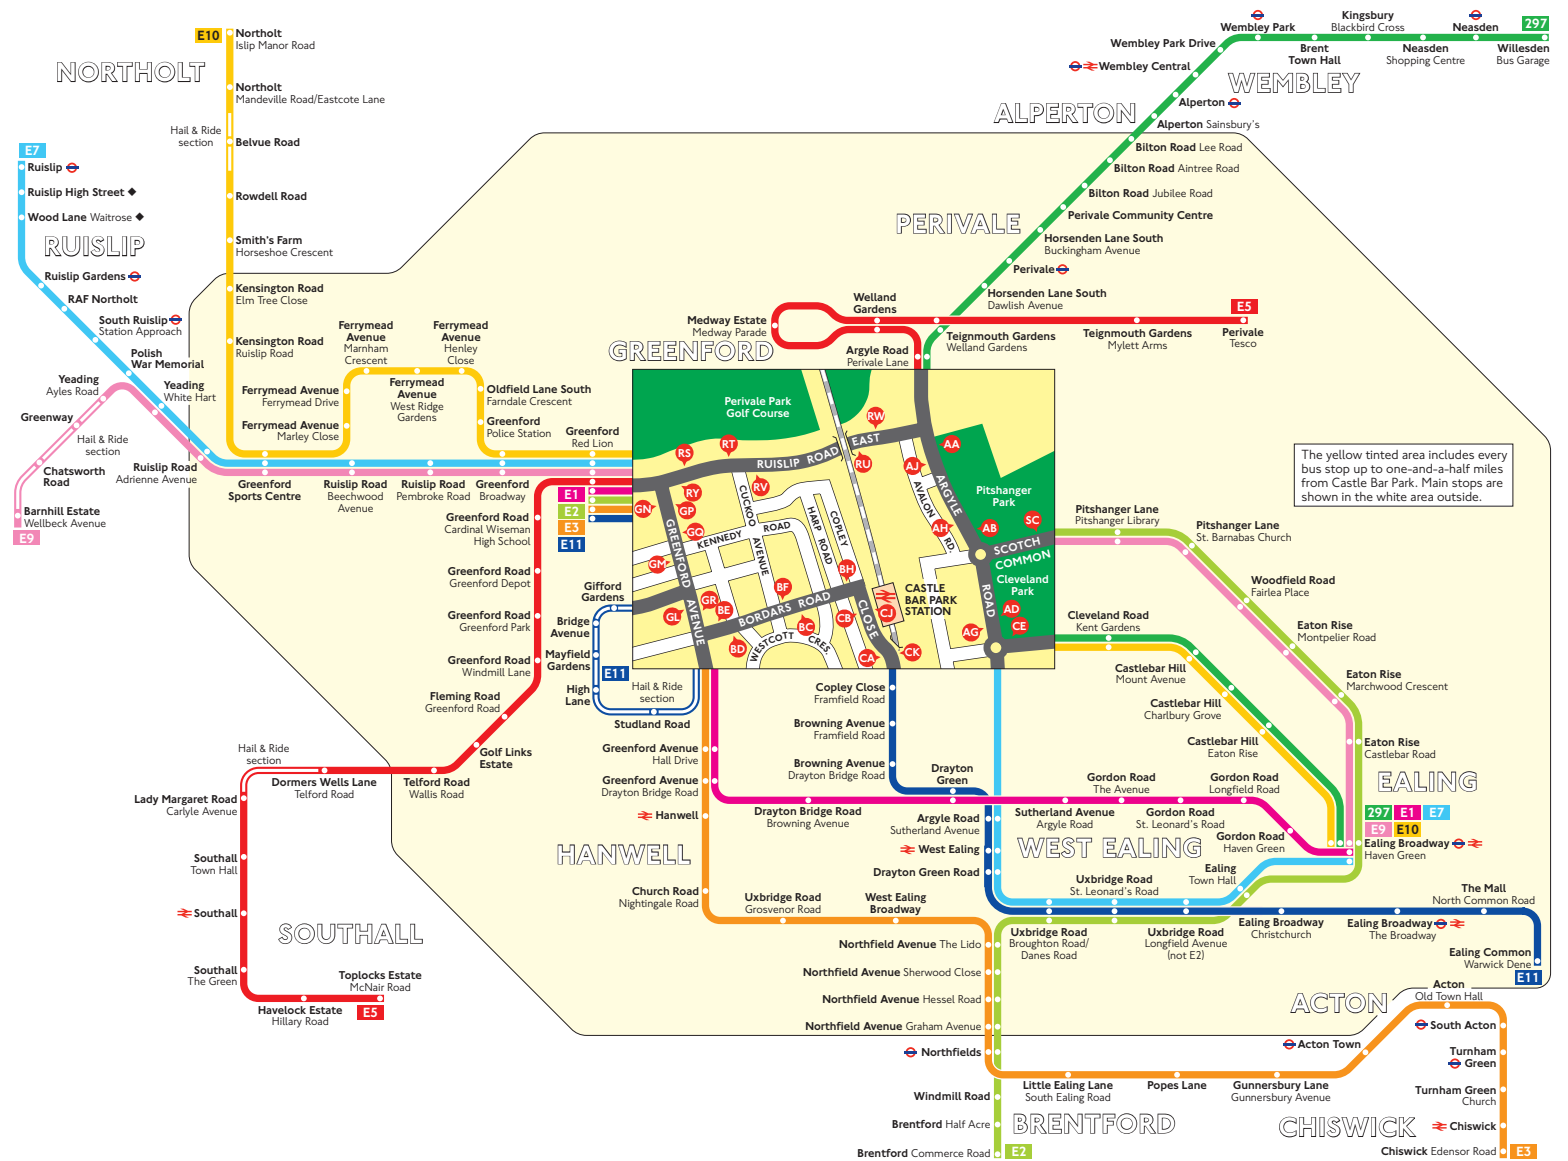 E10
Northolt
Islip Manor Road
NORTHOLT
Northolt
Mandeville Road/Eastcote Lane
Hail & Ride
section
Belvue Road
Rowdell Road
Smith's Farm
Horseshoe Crescent
Kensington Road
Elm Tree Close
Kensington Road
Ruislip Road
E7
Ruislip
Ruislip High Street
Wood Lane Waitrose
RUISLIP
Ruislip Gardens
RAF Northolt
South Ruislip
Station Approach
Polish
War Memorial
Yeading
Ayles Road
Yeading
White Hart
Greenway
Hail & Ride
section
Chatsworth
Road
Ruislip Road
Adrienne Avenue
Barnhill Estate
Wellbeck Avenue
E9
Ferrymead
Avenue
Marnham
Crescent
Ferrymead
Avenue
Henley
Close
Ferrymead Avenue
Ferrymead Drive
Ferrymead
Avenue
West Ridge
Gardens
Ferrymead Avenue
Marley Close
Oldfield Lane South
Farndale Crescent
Greenford
Police Station
Greenford
Red Lion
Greenford
Sports Centre
Ruislip Road
Beechwood
Avenue
Ruislip Road
Pembroke Road
Greenford
Broadway
E1
E2
E3
E11
Greenford Road
Cardinal Wiseman
High School
Greenford Road
Greenford Depot
Greenford Road
Greenford Park
Greenford Road
Windmill Lane
Fleming Road
Greenford Road
Golf Links
Estate
Telford Road
Wallis Road
Hail & Ride
section
Dormers Wells Lane
Telford Road
Lady Margaret Road
Carlyle Avenue
Southall
Town Hall
Southall
SOUTHALL
Southall
The Green
Toplocks Estate
McNair Road
Havelock Estate
Hillary Road
E5
Gifford
Gardens
Bridge
Avenue
Mayfield
Gardens
High
Lane
E11
Hail & Ride
section
Studland Road
GREENFORD
Medway Estate
Medway Parade
Welland
Gardens
Argyle Road
Perivale Lane
Teignmouth Gardens
Welland Gardens
Teignmouth Gardens
Mylett Arms
E5
Perivale
Tesco
297
Willesden
Bus Garage
Neasden
Neasden
Shopping Centre
Kingsbury
Blackbird Cross
Brent
Town Hall
Wembley Park
Wembley Park Drive
Wembley Central
WEMBLEY
ALPERTON
Alperton
Alperton Sainsbury's
Bilton Road Lee Road
Bilton Road Aintree Road
Bilton Road Jubilee Road
Perivale Community Centre
PERIVALE
Horsenden Lane South
Buckingham Avenue
Perivale
Horsenden Lane South
Dawlish Avenue
The yellow tinted area includes every
bus stop up to one-and-a-half miles
from Castle Bar Park. Main stops are
shown in the white area outside.
Perivale Park
Golf Course
RS
RT
RW
RU
AA
AJ
RV
RY
GN
GP
GQ
GM
GR
BE
GL
BD
BF
BC
BH
CB
CJ
CA
CK
AH
AB
SC
AD
CE
AG
RUISLIP ROAD
EAST
ARGYLE
ROAD
AVALON
RD.
CUCKOO
AVENUE
KENNEDY
ROAD
HARP ROAD
COPLEY
CLOSE
GREENFORD
AVENUE
BORDARS ROAD
WESTCOTT
CRES.
Pitshanger
Park
SCOTCH
COMMON
Cleveland
Park
CASTLE
BAR PARK
STATION
Pitshanger Lane
Pitshanger Library
Pitshanger Lane
St. Barnabas Church
Woodfield Road
Fairlea Place
Eaton Rise
Montpelier Road
Eaton Rise
Marchwood Crescent
Eaton Rise
Castlebar Road
Cleveland Road
Kent Gardens
Castlebar Hill
Mount Avenue
Castlebar Hill
Charlbury Grove
Castlebar Hill
Eaton Rise
EALING
297
E1
E7
E9
E10
Ealing Broadway
Haven Green
Copley Close
Framfield Road
Browning Avenue
Framfield Road
Browning Avenue
Drayton Bridge Road
Drayton
Green
Greenford Avenue
Hall Drive
Greenford Avenue
Drayton Bridge Road
Hanwell
HANWELL
Drayton Bridge Road
Browning Avenue
Argyle Road
Sutherland Avenue
West Ealing
Drayton Green Road
Sutherland Avenue
Argyle Road
Gordon Road
The Avenue
Gordon Road
St. Leonard's Road
Gordon Road
Longfield Road
Gordon Road
Haven Green
WEST EALING
Ealing
Town Hall
Uxbridge Road
St. Leonard's Road
Church Road
Nightingale Road
Uxbridge Road
Grosvenor Road
West Ealing
Broadway
Northfield Avenue The Lido
Northfield Avenue Sherwood Close
Northfield Avenue Hessel Road
Northfield Avenue Graham Avenue
Northfields
Uxbridge Road
Broughton Road/
Danes Road
Uxbridge Road
Longfield Avenue
(not E2)
Ealing Broadway
Christchurch
Ealing Broadway
The Broadway
The Mall
North Common Road
Ealing Common
Warwick Dene
E11
Windmill Road
Brentford Half Acre
Brentford Commerce Road
BRENTFORD
E2
Little Ealing Lane
South Ealing Road
Popes Lane
Gunnersbury Lane
Gunnersbury Avenue
Acton Town
ACTON
Acton
Old Town Hall
South Acton
Turnham
Green
Turnham Green
Church
CHISWICK
Chiswick
Chiswick Edensor Road
E3